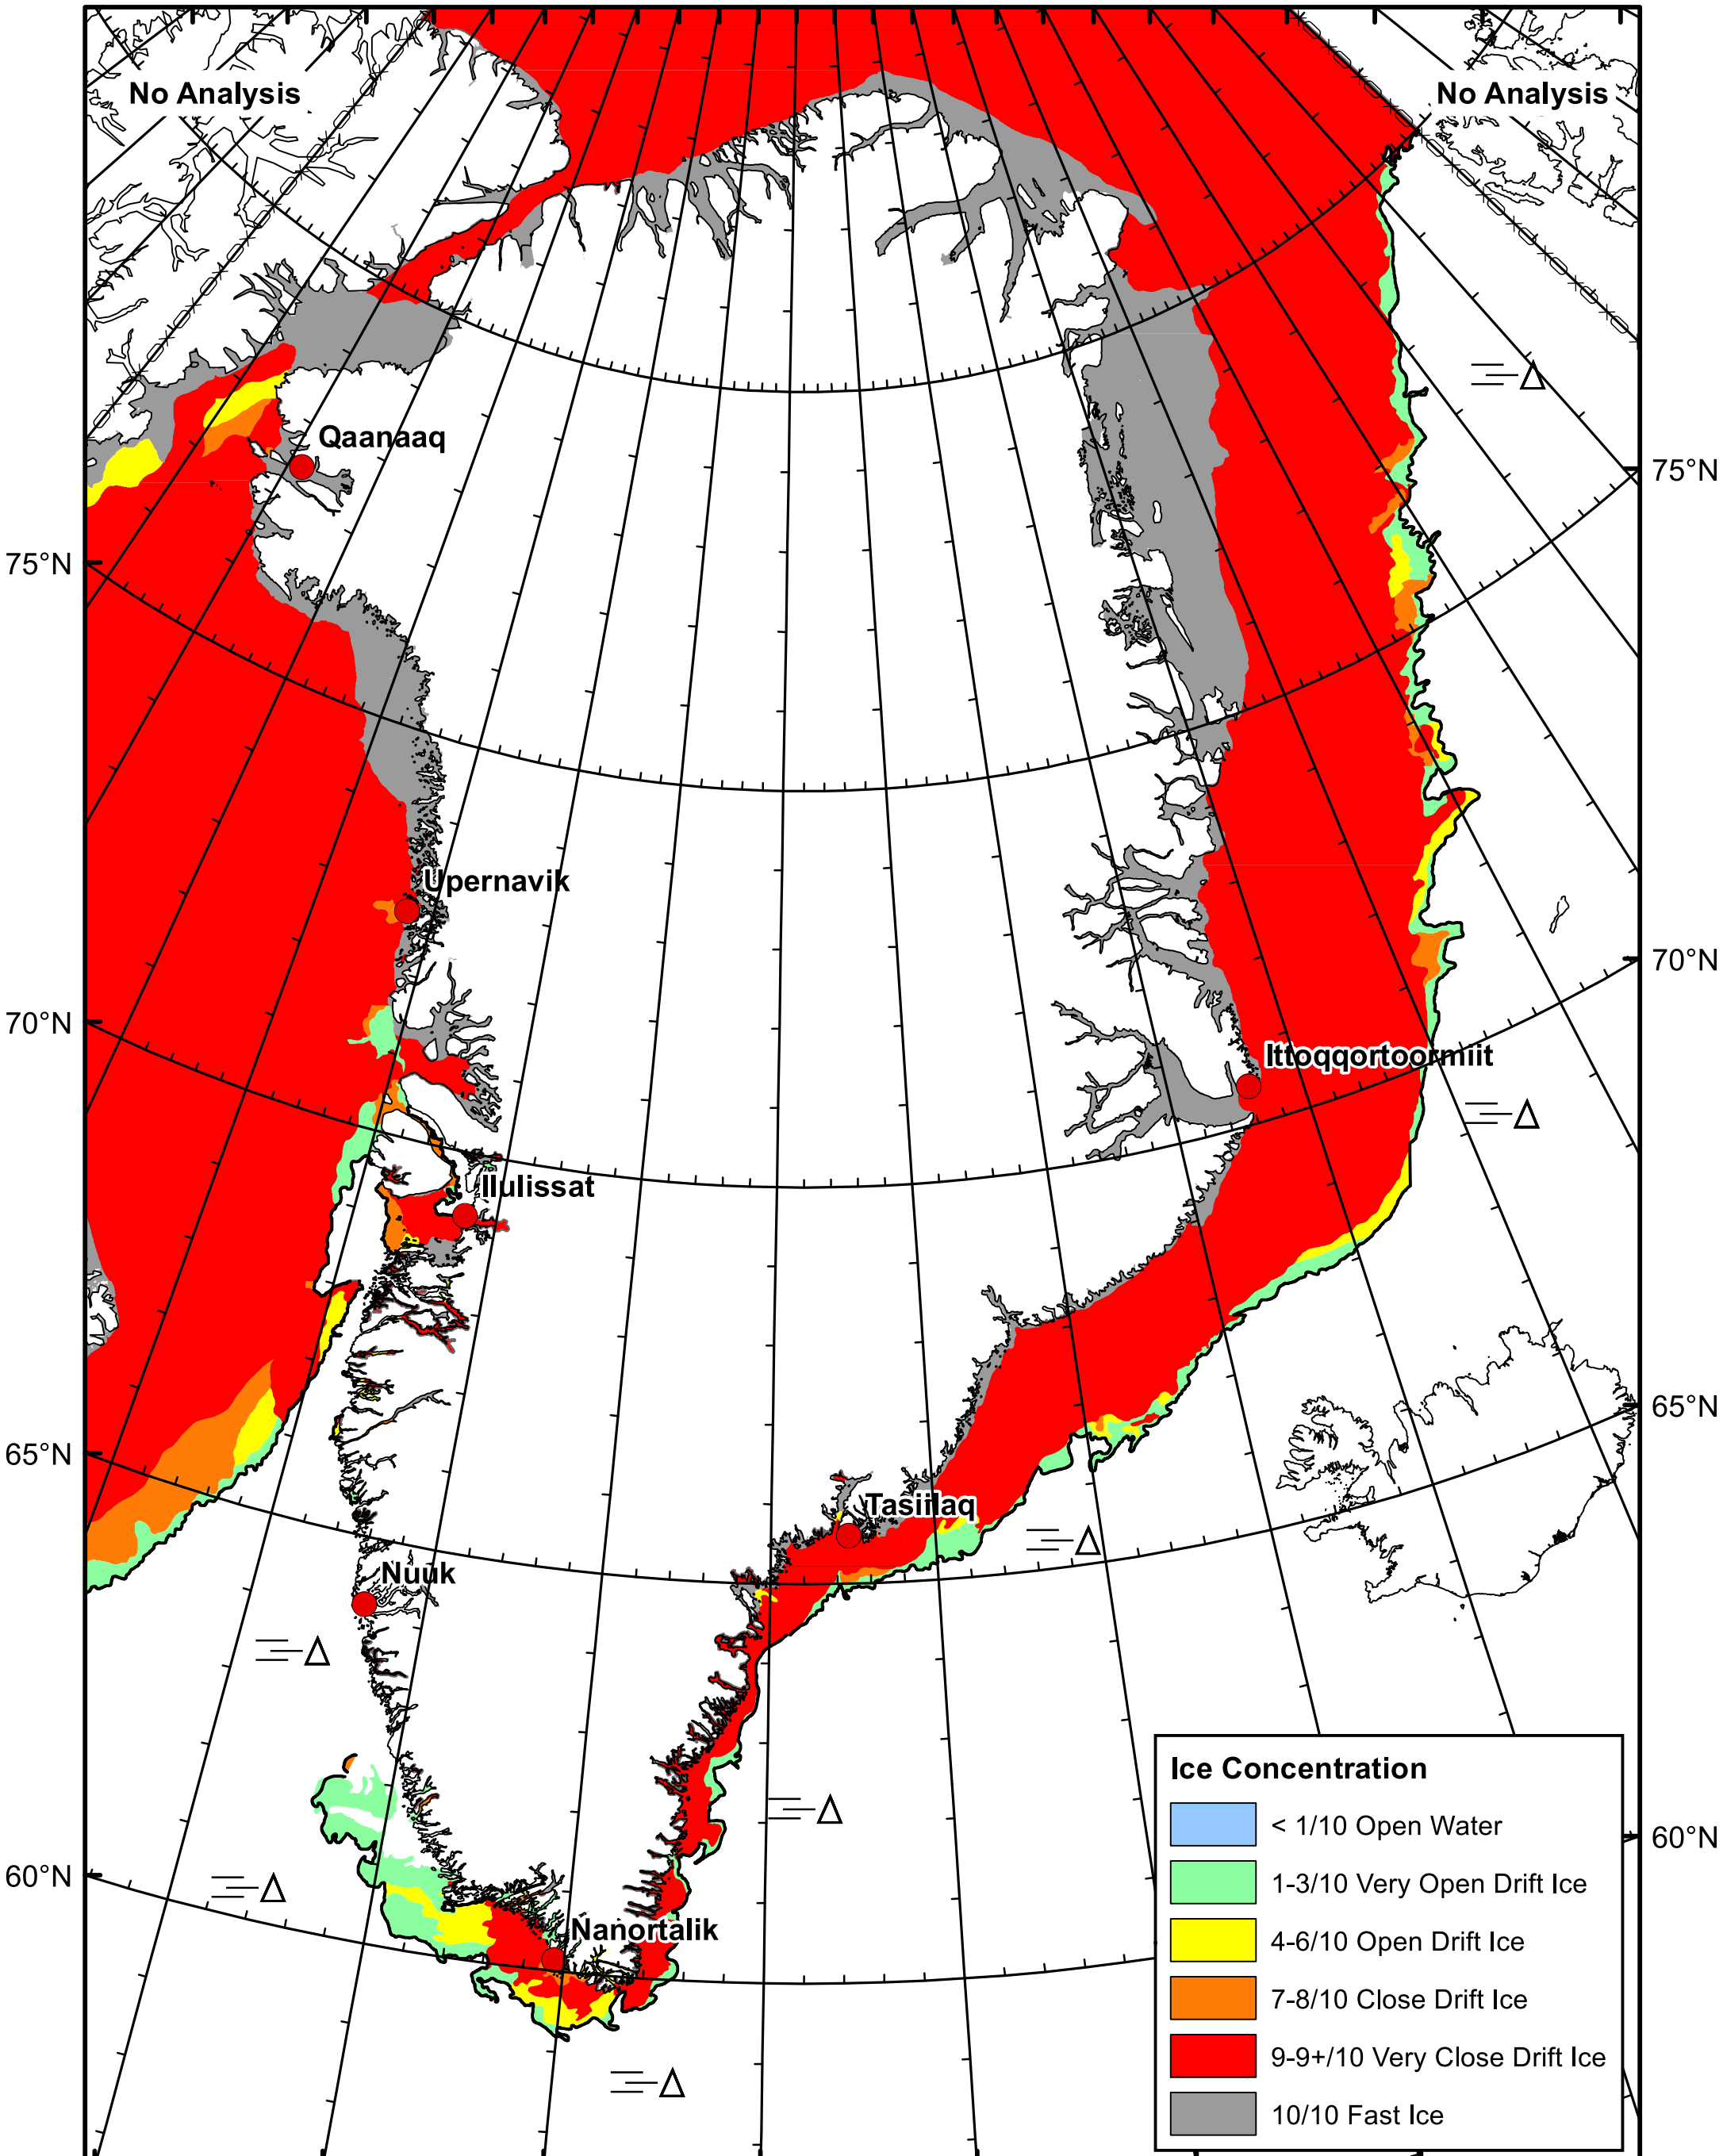 No Analysis
No Analysis
Qaanaaq
75°N
75°N
Upernavik
70°N
70°N
Ittoqqortoormiit
Ilulissat
65°N
65°N
Tasiilaq
Nuuk
60°N
60°N
Nanortalik
Ice Concentration
< 1/10 Open Water
1-3/10 Very Open Drift Ice
4-6/10 Open Drift Ice
7-8/10 Close Drift Ice
9-9+/10 Very Close Drift Ice
10/10 Fast Ice